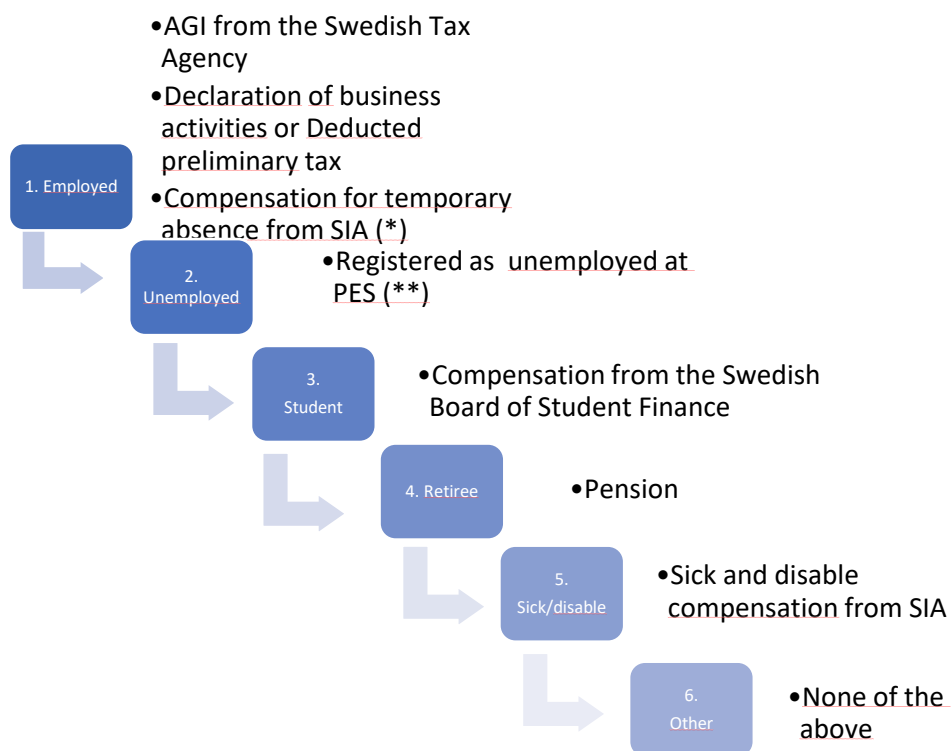 •AGI from the Swedish Tax
Agency
•Declaration of business
activities or Deducted
preliminary tax
1. Employed
•Compensation for temporary
absence from SIA (*)
2.
Unemployed
•Registered as  unemployed at
PES (**)
3.
Student
•Compensation from the Swedish
Board of Student Finance
4. Retiree
•Pension
5.
Sick/disable
•Sick and disable
compensation from SIA
6.
Other
•None of the
above